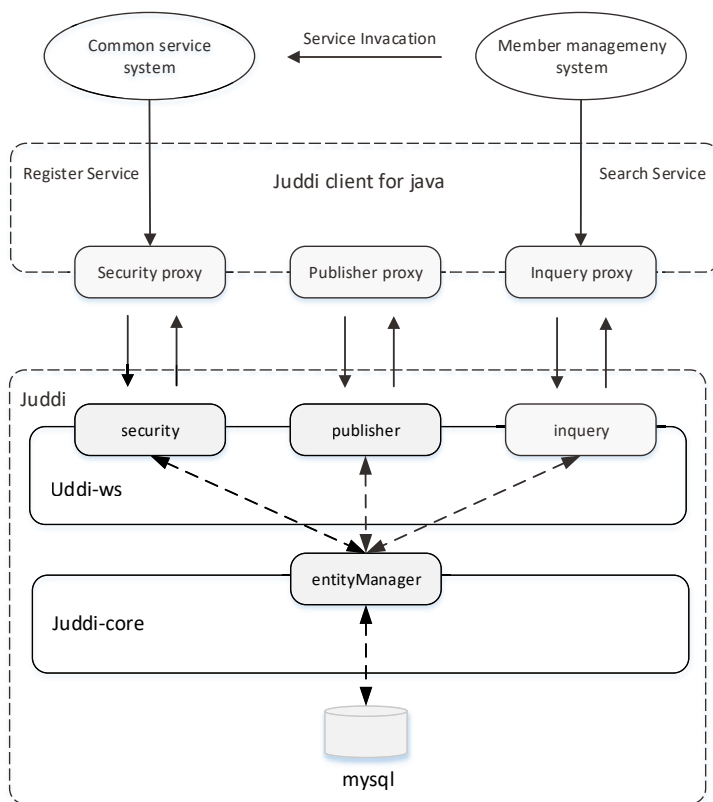 Common service
system
Service Invacation
Member managemeny
system
Register Service
Juddi client for java
Search Service
Security proxy
Publisher proxy
Inquery proxy
Juddi
security
publisher
inquery
Uddi-ws
entityManager
Juddi-core
mysql